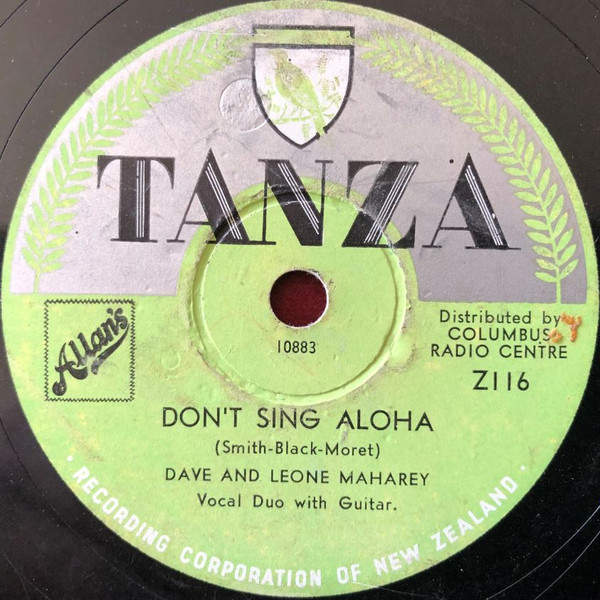 TANZA
Allan's
Distributed by
COLUMBUS
RADIO CENTRE
Z116
10883
DON'T SING ALOHA
(Smith-Black-Moret)
DAVE AND LEONE MAHAREY
Vocal Duo with Guitar.
· RECORDING CORPORATION OF NEW ZEALAND ·